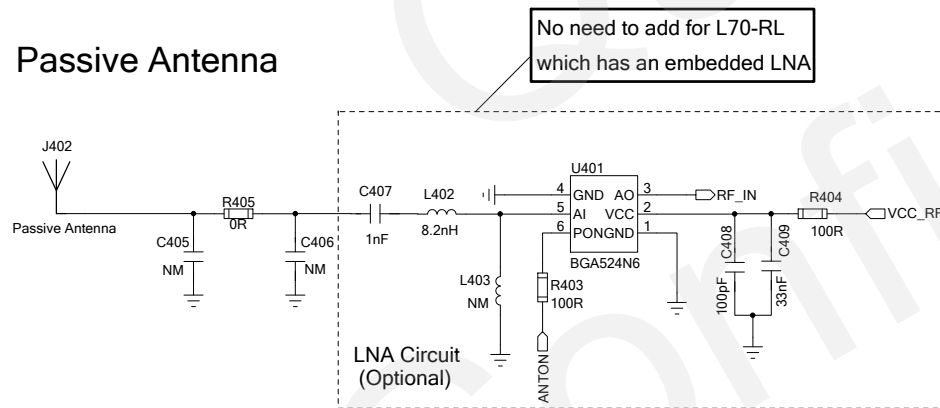 No need to add for L70-RL
which has an embedded LNA
Passive Antenna
J402
Passive Antenna
R405
0R
C405
NM
C406
NM
C407
1nF
L402
8.2nH
L403
NM
U401
4 GND AO 3
5 AI VCC 2
6 PONGND 1
BGA524N6
RF_IN
R403
100R
ANTON
C408
100pF
C409
33nF
R404
100R
VCC_RF
LNA Circuit
(Optional)